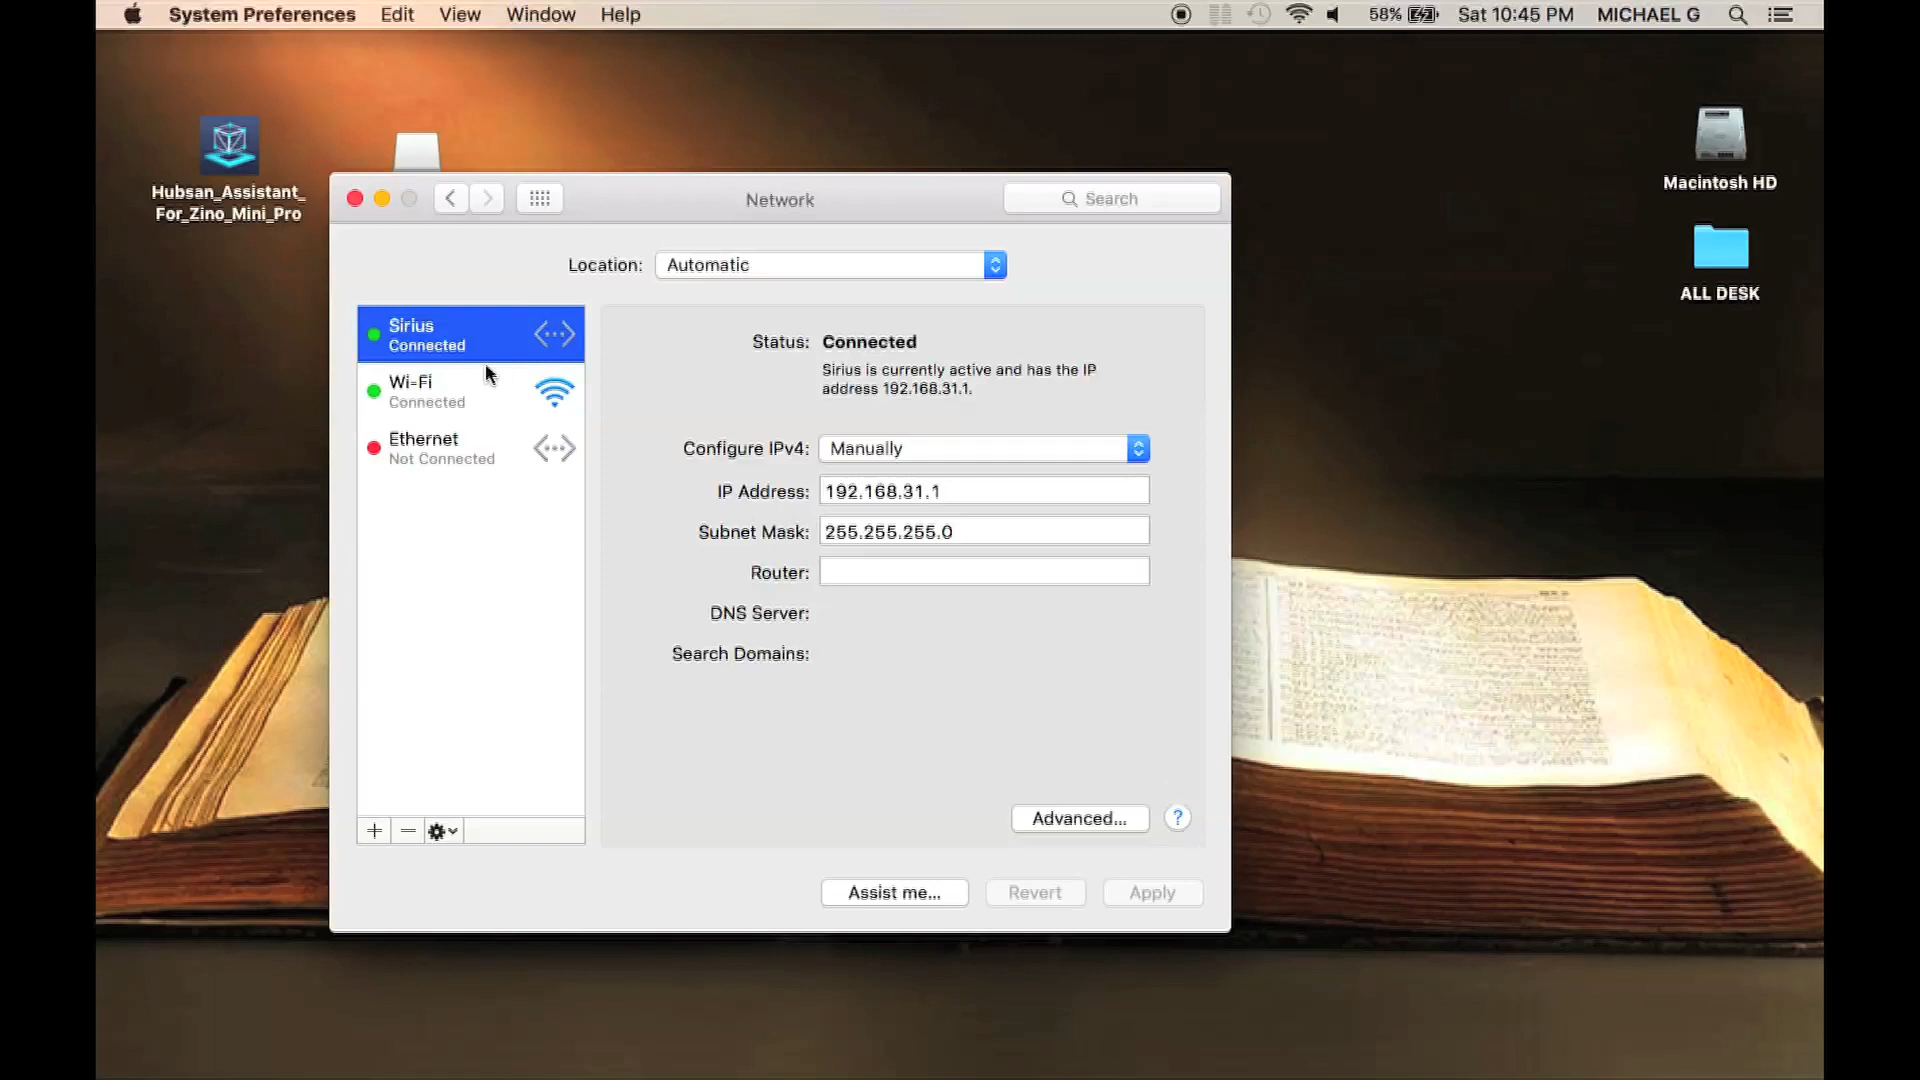 System Preferences Edit View Window Help 58% Sat 10:45 PM MICHAEL G
Hubsan_Assistant_
For_Zino_Mini_Pro
Macintosh HD
ALL DESK
Network
Search
Location: Automatic
Sirius
Connected
Wi-Fi
Connected
Ethernet
Not Connected
Status: Connected
Sirius is currently active and has the IP
address 192.168.31.1.
Configure IPv4: Manually
IP Address: 192.168.31.1
Subnet Mask: 255.255.255.0
Router:
DNS Server:
Search Domains:
Advanced... ?
Assist me... Revert Apply